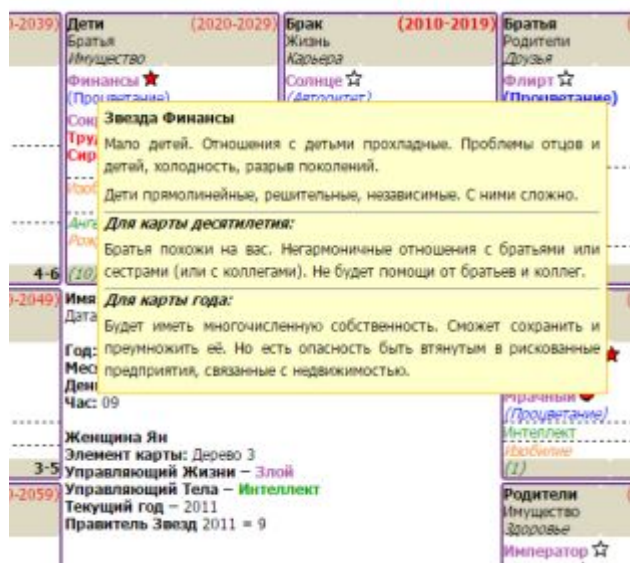 -2039)
Дети (2020-2029)
Братья
Имущество
Финансы
(Процветание)
Брак (2010-2019)
Жизнь
Карьера
Солнце
(Авторитет)
Братья
Родители
Друзья
Флирт
(Процветание)
Звезда Финансы
Мало детей. Отношения с детьми прохладные. Проблемы отцов и
детей, холодность, разрыв поколений.
Дети прямолинейные, решительные, независимые. С ними сложно.
Для карты десятилетия:
Братья похожи на вас. Негармоничные отношения с братьями или
сестрами (или с коллегами). Не будет помощи от братьев и коллег.
Для карты года:
Будет иметь многочисленную собственность. Сможет сохранить и
преумножить её. Но есть опасность быть втянутым в рискованные
предприятия, связанные с недвижимостью.
4-6
(10)
-2049)
Имя
Дата
Год:
День
Час: 09
Женщина Ян
Элемент карты: Дерево 3
Управляющий Жизни – Злой
Управляющий Тела – Интеллект
Текущий год – 2011
Правитель Звезд 2011 = 9
3-5
-2059)
Мрачный
(Процветание)
Интеллект
Изобилие
(1)
Родители
Имущество
Здоровье
Император